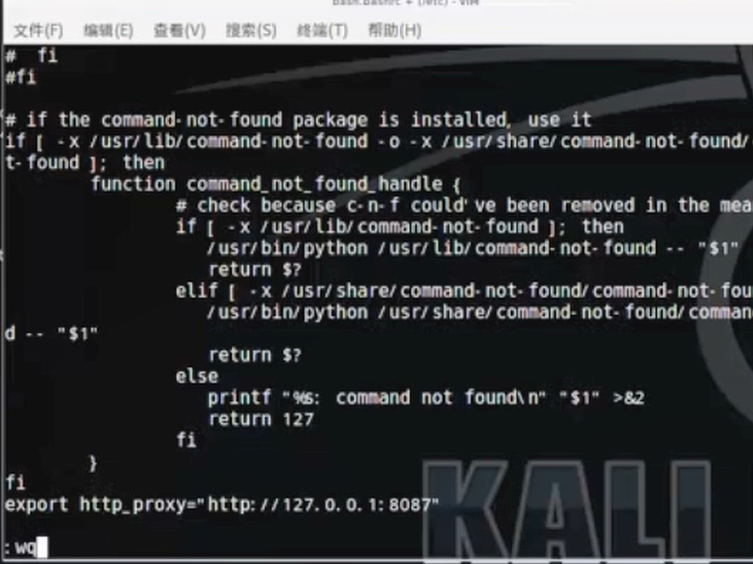 bash.bashrc + (/etc) - VIM
文件(F) 编辑(E) 查看(V) 搜索(S) 终端(T) 帮助(H)
#  fi
#fi
# if the command-not-found package is installed, use it
if [ -x /usr/lib/command-not-found -o -x /usr/share/command-not-found/
t-found ]; then
function command_not_found_handle {
# check because c-n-f could've been removed in the mea
if [ -x /usr/lib/command-not-found ]; then
/usr/bin/python /usr/lib/command-not-found -- "$1"
return $?
elif [ -x /usr/share/command-not-found/command-not-fou
/usr/bin/python /usr/share/command-not-found/comman
d -- "$1"
return $?
else
printf "%s: command not found\n" "$1" >&2
return 127
fi
}
fi
export http_proxy="http://127.0.0.1:8087"
:wq
KALI